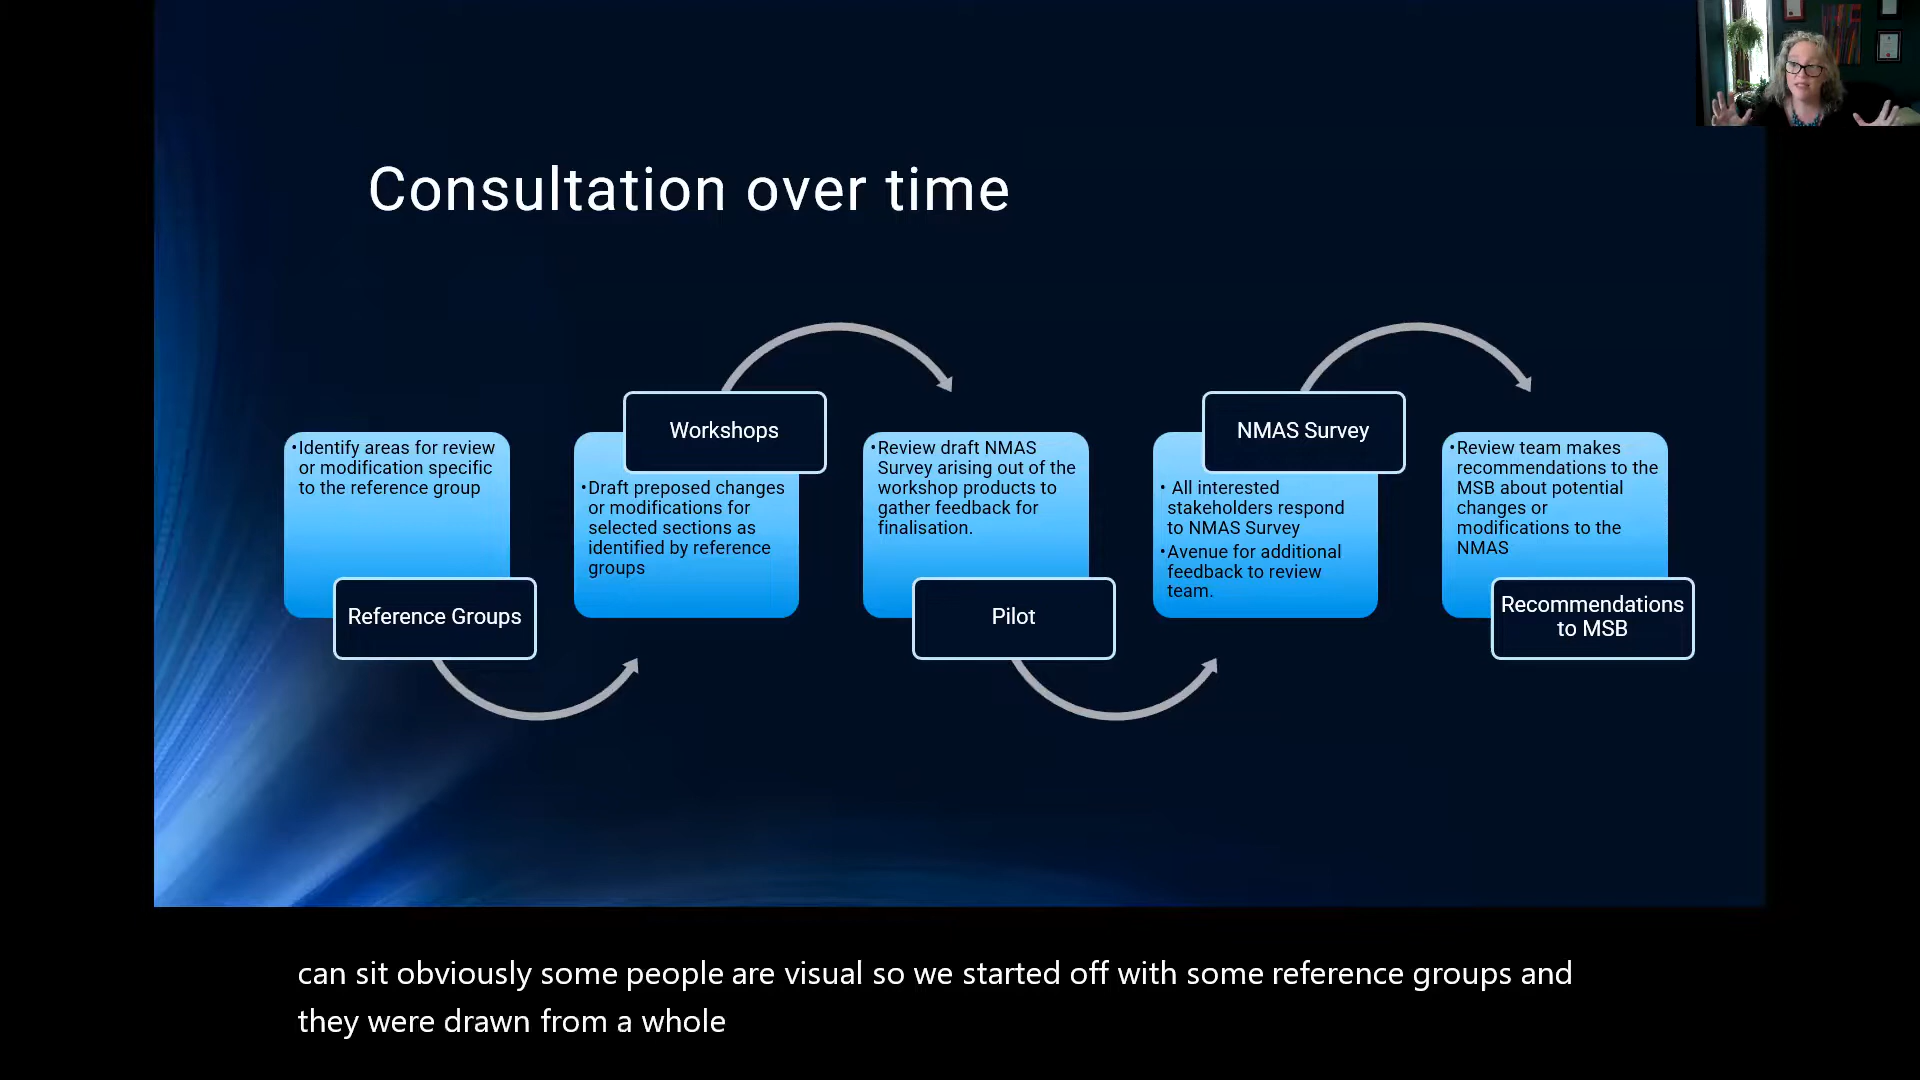 Consultation over time
•Identify areas for review
or modification specific
to the reference group
Reference Groups
Workshops
•Draft preposed changes
or modifications for
selected sections as
identified by reference
groups
•Review draft NMAS
Survey arising out of the
workshop products to
gather feedback for
finalisation.
Pilot
NMAS Survey
• All interested
stakeholders respond
to NMAS Survey
•Avenue for additional
feedback to review
team.
•Review team makes
recommendations to the
MSB about potential
changes or
modifications to the
NMAS
Recommendations
to MSB
can sit obviously some people are visual so we started off with some reference groups and
they were drawn from a whole